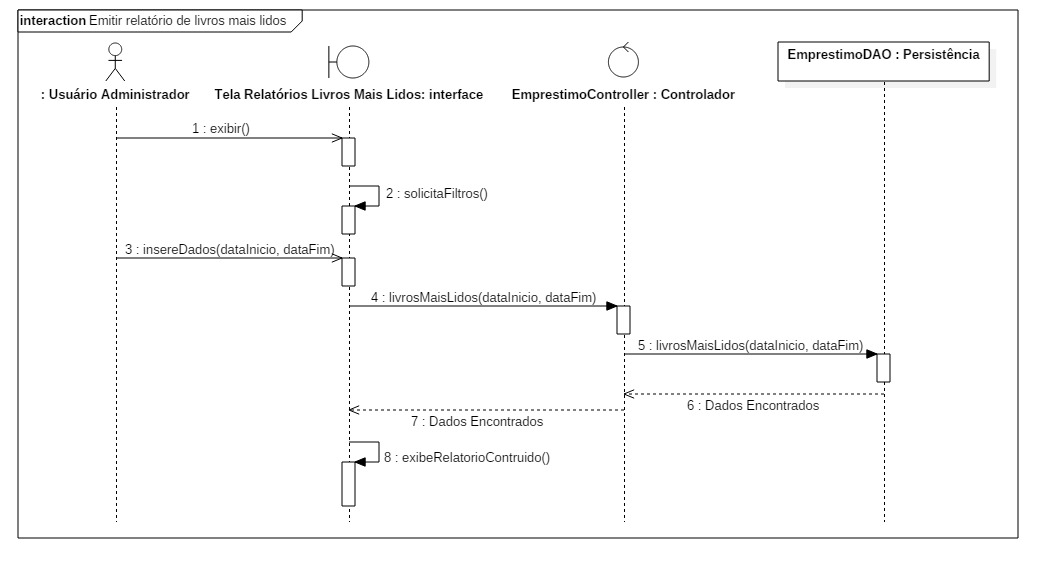 interaction Emitir relatório de livros mais lidos
: Usuário Administrador
Tela Relatórios Livros Mais Lidos: interface
EmprestimoController : Controlador
EmprestimoDAO : Persistência
1 : exibir()
2 : solicitaFiltros()
3 : insereDados(dataInicio, dataFim)
4 : livrosMaisLidos(dataInicio, dataFim)
5 : livrosMaisLidos(dataInicio, dataFim)
6 : Dados Encontrados
7 : Dados Encontrados
8 : exibeRelatorioContruido()